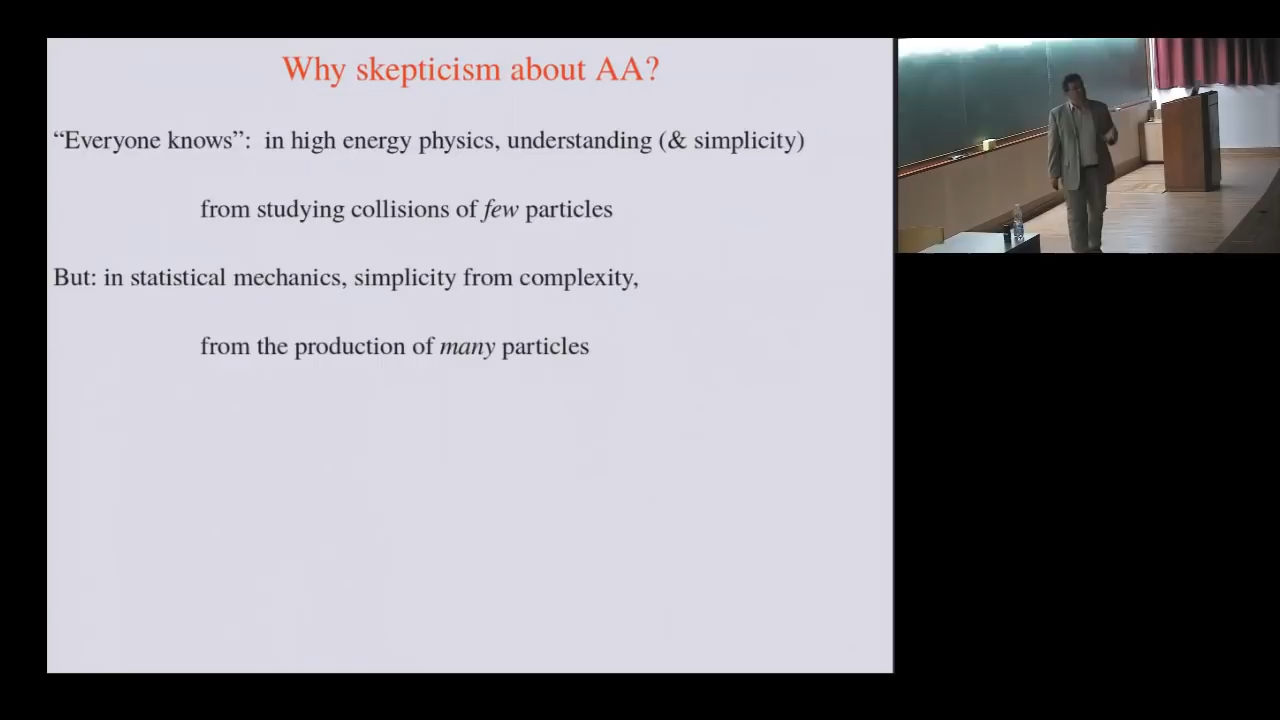 Why skepticism about AA?
“Everyone knows”: in high energy physics, understanding (& simplicity)
from studying collisions of few particles
But: in statistical mechanics, simplicity from complexity,
from the production of many particles